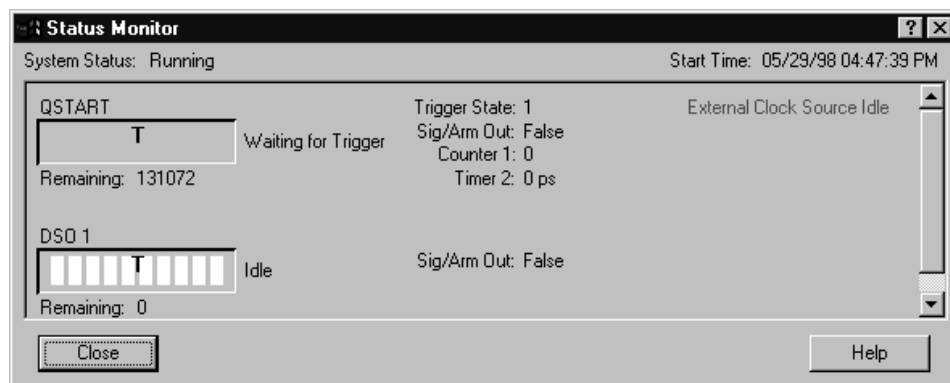 Status Monitor
System Status: Running Start Time: 05/29/98 04:47:39 PM
QSTART Trigger State: 1 External Clock Source Idle
T Waiting for Trigger Sig/Arm Out: False
Counter 1: 0
Remaining: 131072 Timer 2: 0 ps
DSO 1
T Idle Sig/Arm Out: False
Remaining: 0
Close Help